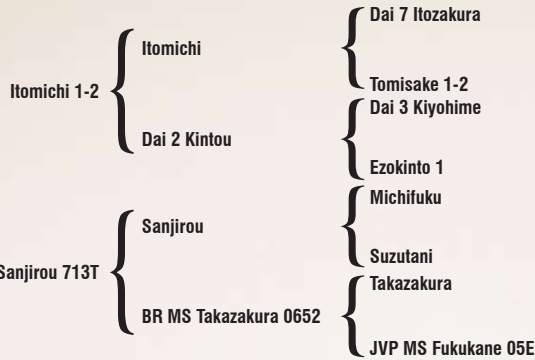 Dai 7 Itozakura
Itomichi
Itomichi 1-2
Tomisake 1-2
Dai 3 Kiyohime
Dai 2 Kintou
Ezokinto 1
Michifuku
Sanjirou
Suzutani
Sanjirou 713T
Takazakura
BR MS Takazakura 0652
JVP MS Fukukane 05E